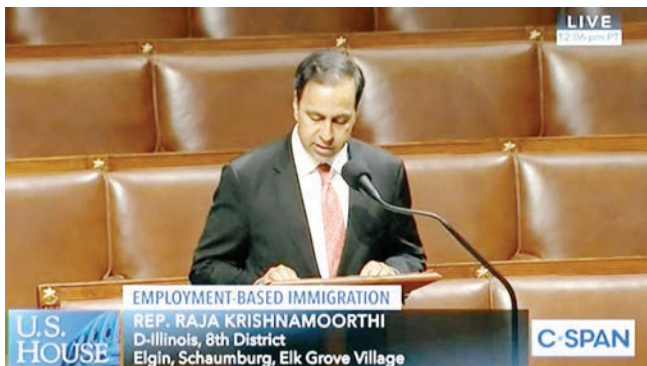 LIVE
12:06 pm PT
EMPLOYMENT-BASED IMMIGRATION
REP. RAJA KRISHNAMOORTHI
D-Illinois, 8th District
Elgin, Schaumburg, Elk Grove Village
U.S.
HOUSE
C-SPAN